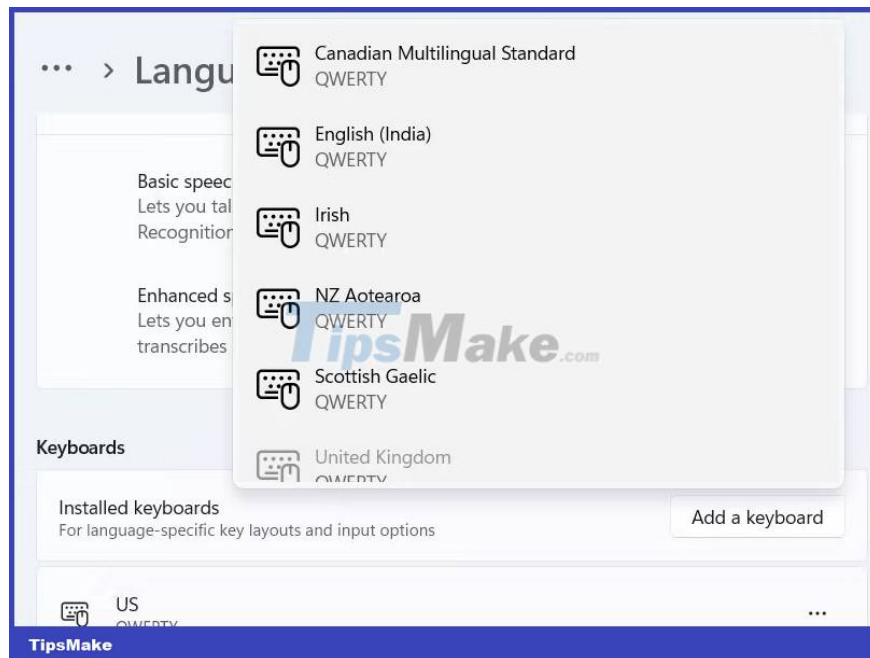 ... > Langu
Canadian Multilingual Standard
QWERTY
English (India)
QWERTY
Irish
QWERTY
NZ Aotearoa
QWERTY
Scottish Gaelic
QWERTY
United Kingdom
QWERTY
Basic speec
Lets you tal
Recognition
Enhanced s
Lets you en
transcribes
TipsMake.com
Keyboards
Installed keyboards
For language-specific key layouts and input options
Add a keyboard
US
QWERTY
...
TipsMake